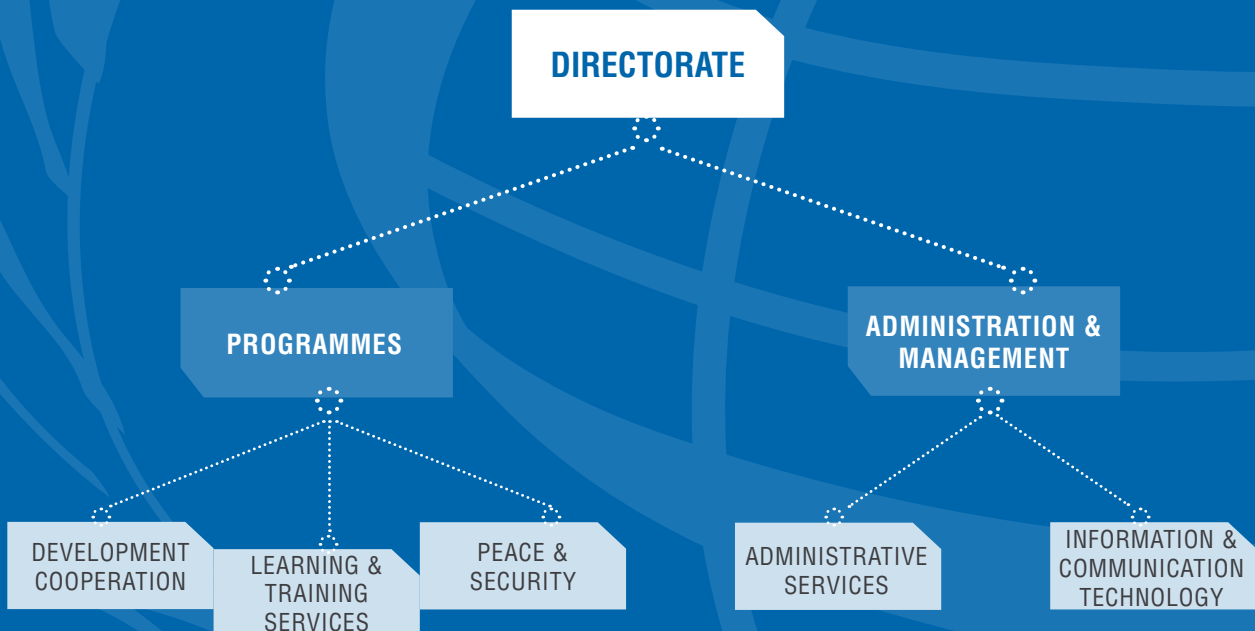 DIRECTORATE
PROGRAMMES
ADMINISTRATION &
MANAGEMENT
DEVELOPMENT
COOPERATION
LEARNING &
TRAINING
SERVICES
PEACE &
SECURITY
ADMINISTRATIVE
SERVICES
INFORMATION &
COMMUNICATION
TECHNOLOGY